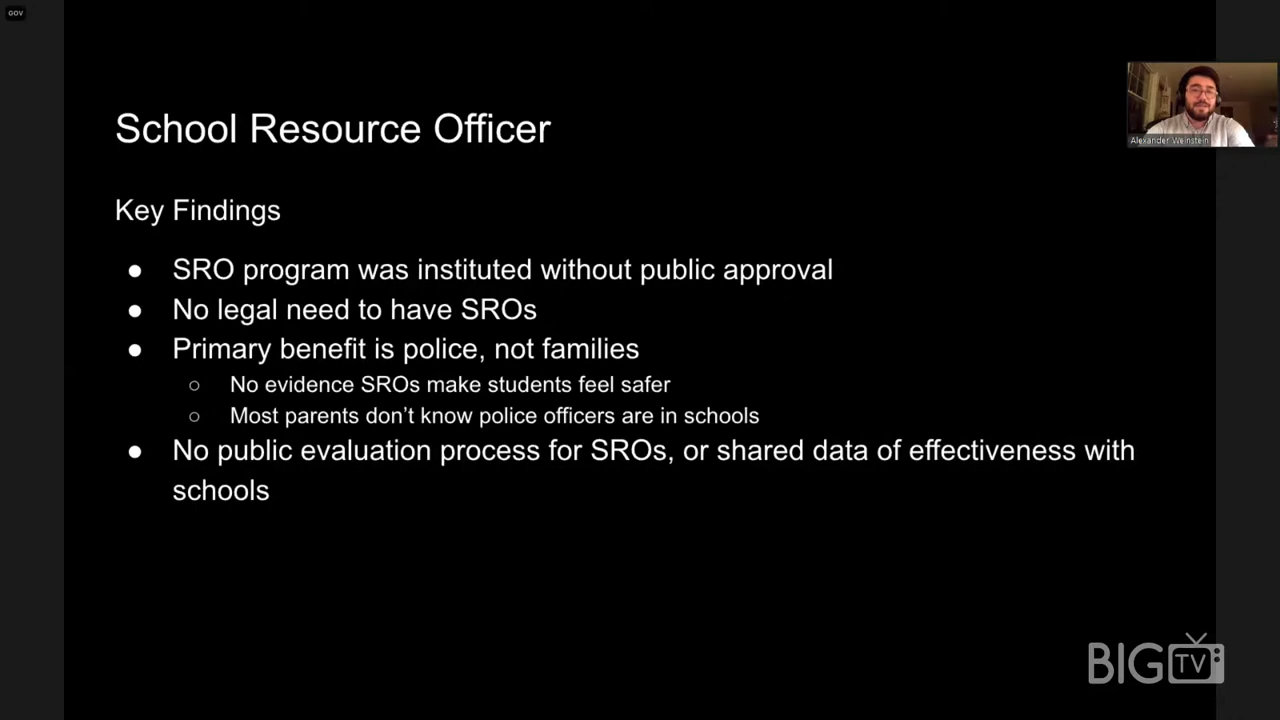 GOV
School Resource Officer
Alexander Weinstein
Key Findings
● SRO program was instituted without public approval
● No legal need to have SROs
● Primary benefit is police, not families
○ No evidence SROs make students feel safer
○ Most parents don’t know police officers are in schools
● No public evaluation process for SROs, or shared data of effectiveness with
schools
BIG TV